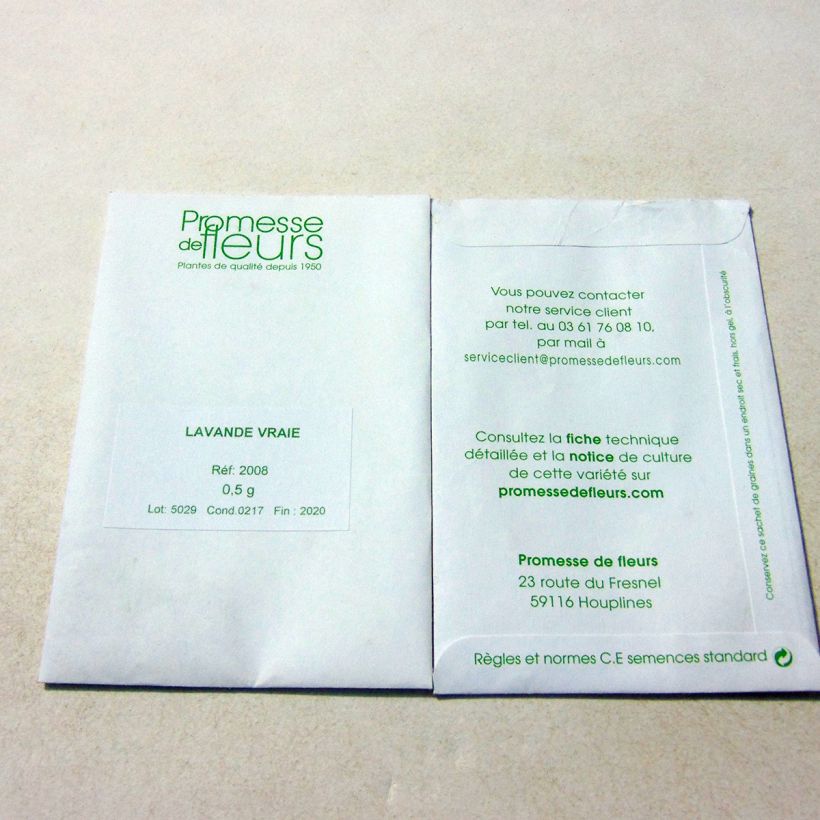 Promesse
de fleurs
Plantes de qualité depuis 1950
LAVANDE VRAIE
Réf: 2008
0,5 g
Lot: 5029 Cond.0217 Fin : 2020
Vous pouvez contacter
notre service client
par tel. au 03 61 76 08 10,
par mail à
serviceclient@promessedefleurs.com
Consultez la fiche technique
détaillée et la notice de culture
de cette variété sur
promessedefleurs.com
Promesse de fleurs
23 route du Fresnel
59116 Houplines
Règles et normes C.E semences standard
Conservez ce sachet de graines dans un endroit sec et frais, hors gel, à l'obscurité